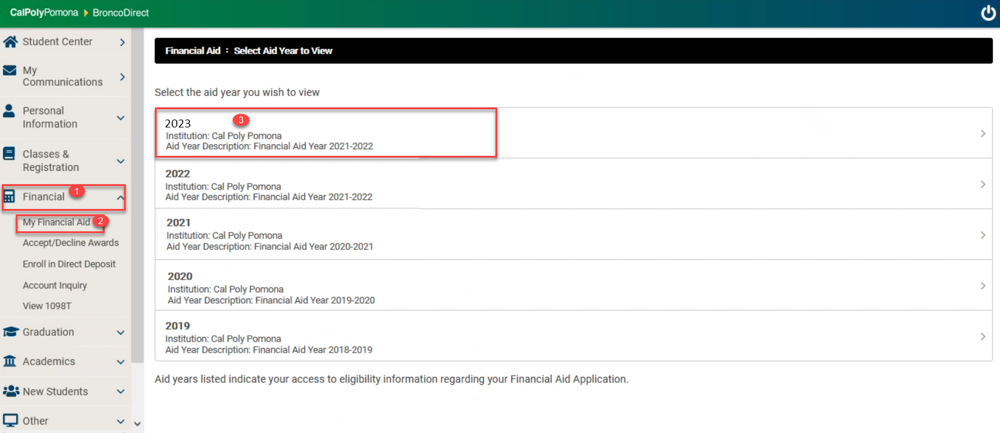 CalPolyPomona BroncoDirect
Student Center
My
Communications
Personal
Information
Classes &
Registration
Financial 1
My Financial Aid 2
Accept/Decline Awards
Enroll in Direct Deposit
Account Inquiry
View 1098T
Graduation
Academics
New Students
Other
Financial Aid : Select Aid Year to View
Select the aid year you wish to view
2023 3
Institution: Cal Poly Pomona
Aid Year Description: Financial Aid Year 2021-2022
2022
Institution: Cal Poly Pomona
Aid Year Description: Financial Aid Year 2021-2022
2021
Institution: Cal Poly Pomona
Aid Year Description: Financial Aid Year 2020-2021
2020
Institution: Cal Poly Pomona
Aid Year Description: Financial Aid Year 2019-2020
2019
Institution: Cal Poly Pomona
Aid Year Description: Financial Aid Year 2018-2019
Aid years listed indicate your access to eligibility information regarding your Financial Aid Application.